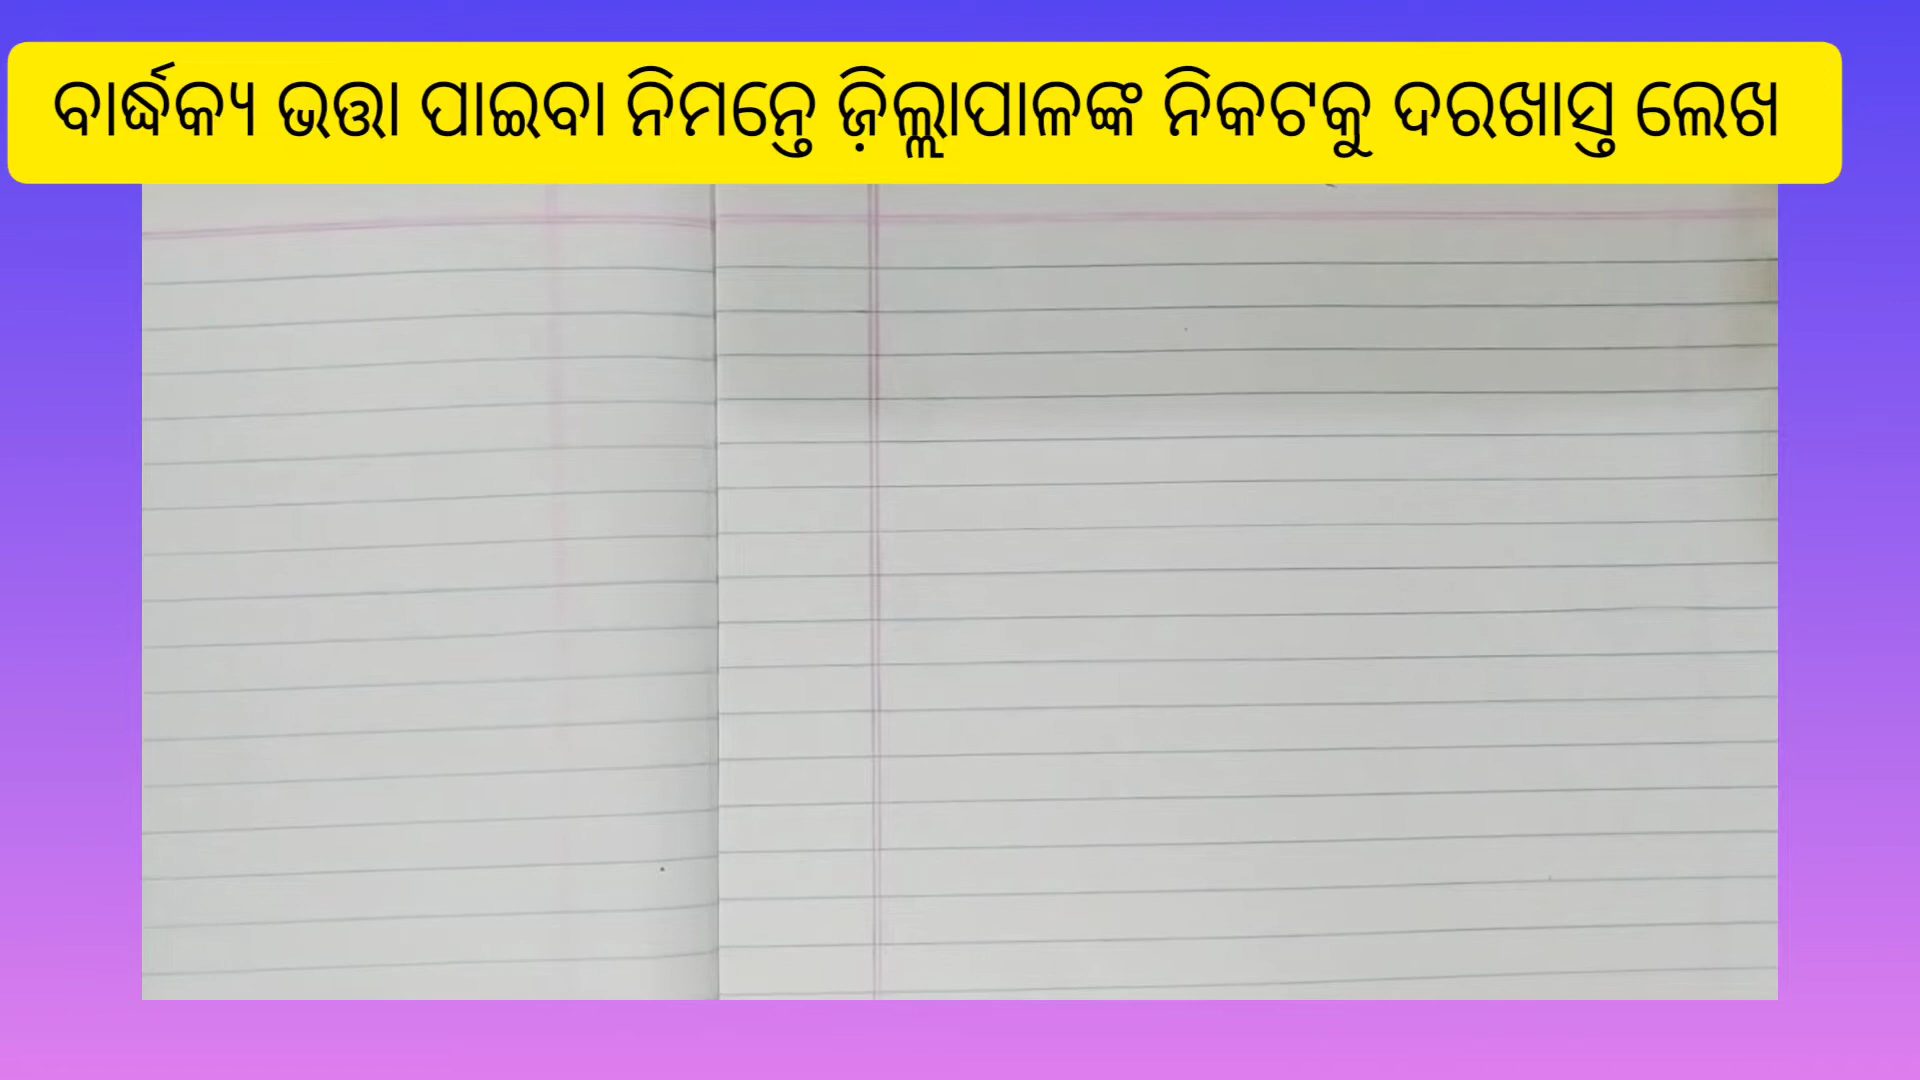 ବାର୍ଦ୍ଧକ୍ୟ ଭତ୍ତା ପାଇବା ନିମନ୍ତେ ଜ଼ିଲ୍ଲାପାଳଙ୍କ ନିକଟକୁ ଦରଖାସ୍ତ ଲେଖ